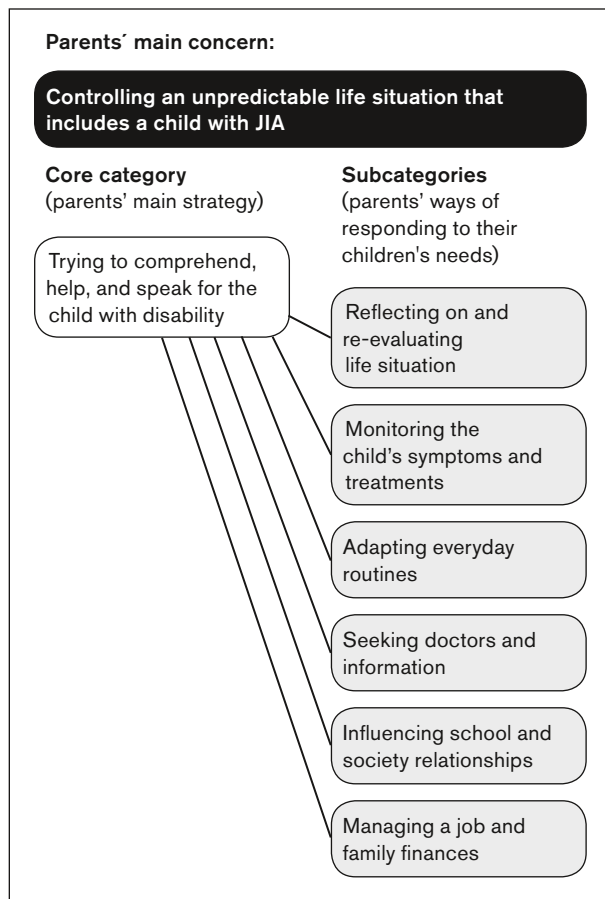 Parents´ main concern:
Controlling an unpredictable life situation that
includes a child with JIA
Core category
(parents’ main strategy)
Trying to comprehend,
help, and speak for the
child with disability
Subcategories
(parents’ ways of
responding to their
children's needs)
Reflecting on and
re-evaluating
life situation
Monitoring the
child’s symptoms and
treatments
Adapting everyday
routines
Seeking doctors and
information
Influencing school and
society relationships
Managing a job and
family finances